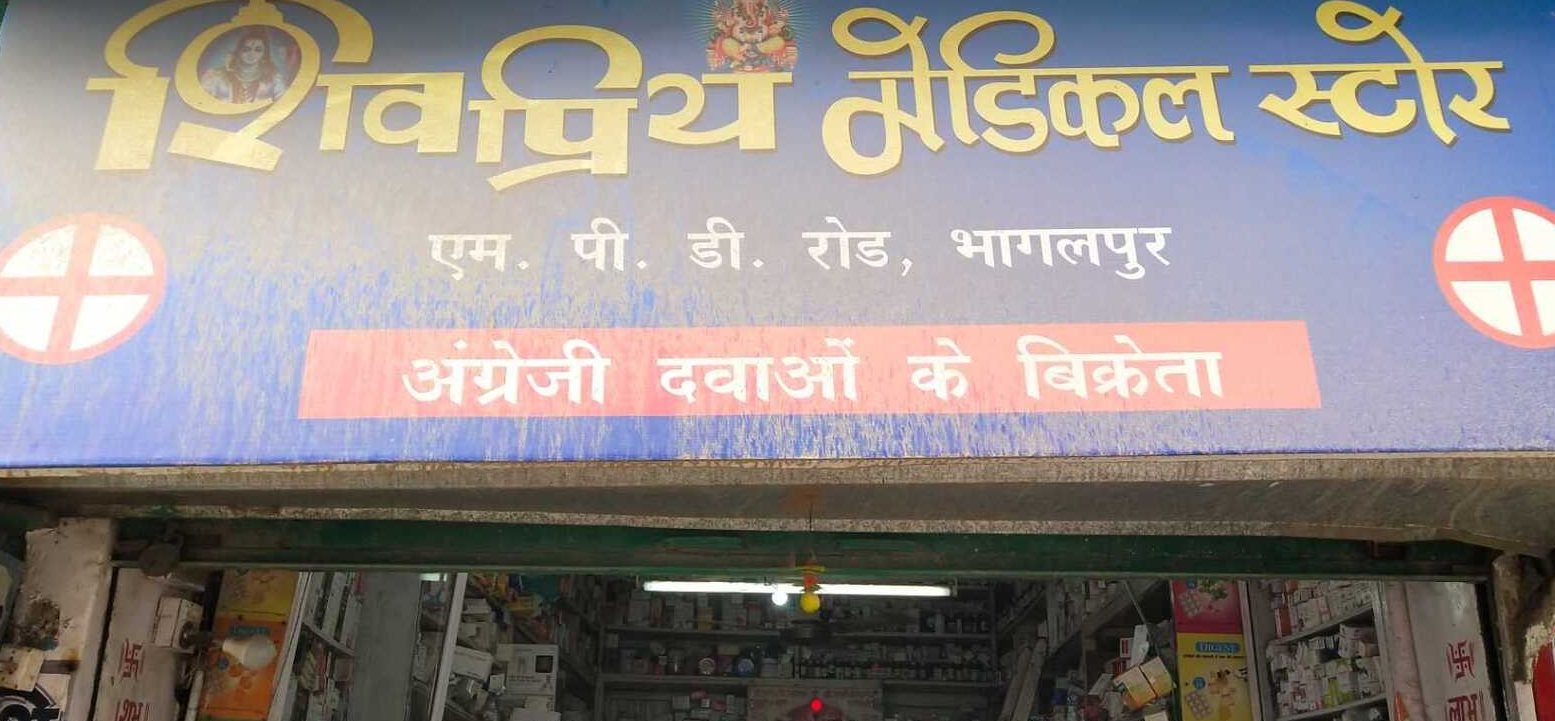 शिवप्रिय मेडिकल स्टोर
एम. पी. डी. रोड, भागलपुर
अंग्रेजी दवाओं के बिक्रेता
शुभ
लाभ